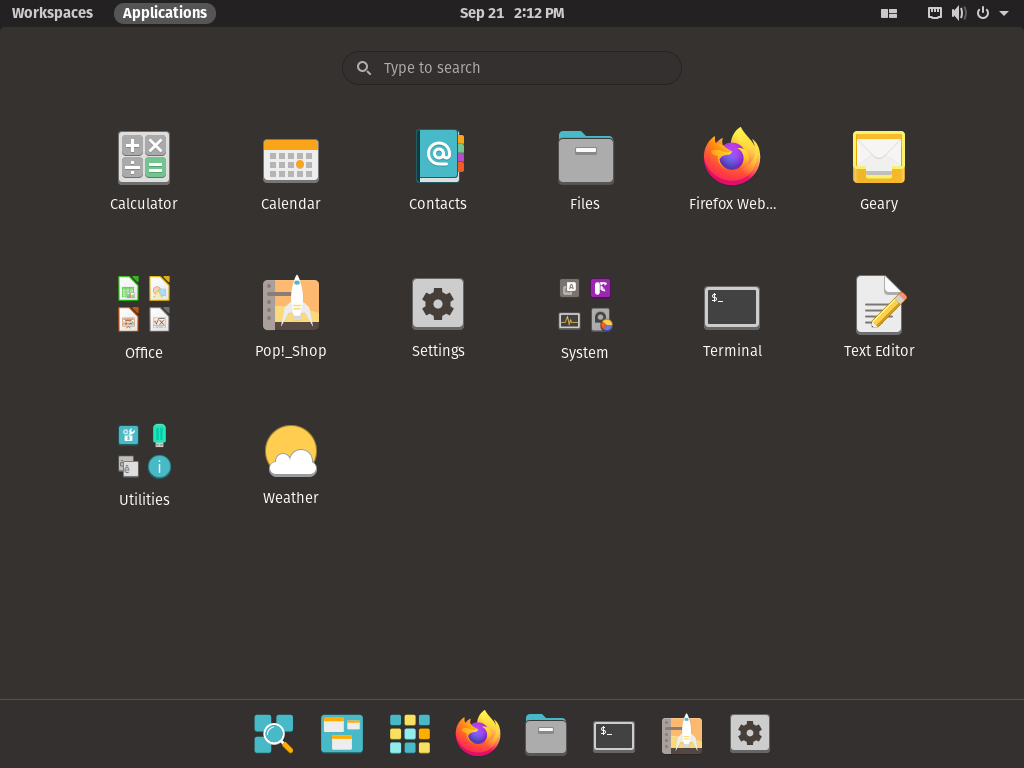 Workspaces Applications Sep 21 2:12 PM
Type to search
Calculator Calendar Contacts Files Firefox Web... Geary
$_
Office Pop!_Shop Settings System Terminal Text Editor
Utilities Weather
$_